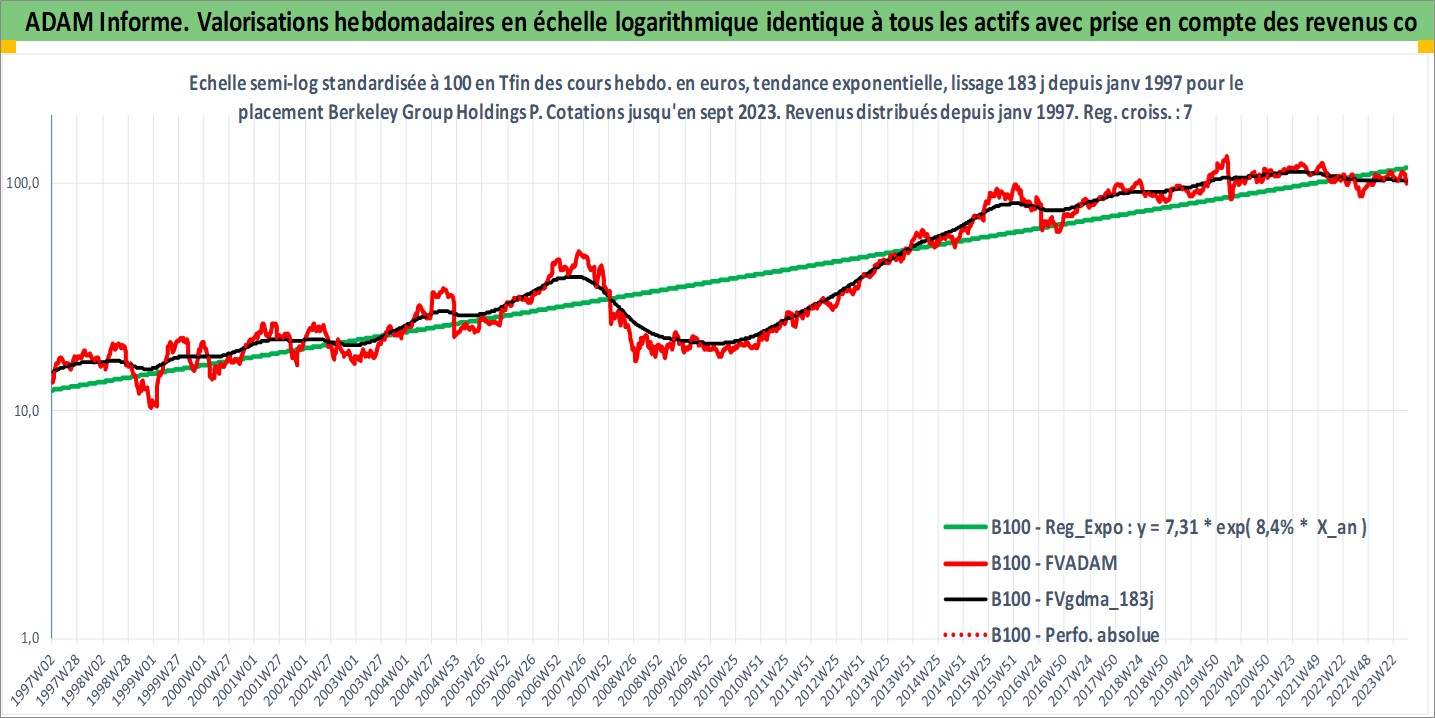 ADAM Informe. Valorisations hebdomadaires en échelle logarithmique identique à tous les actifs avec prise en compte des revenus co
Echelle semi-log standardisée à 100 en Tfin des cours hebdo. en euros, tendance exponentielle, lissage 183 j depuis janv 1997 pour le
placement Berkeley Group Holdings P. Cotations jusqu'en sept 2023. Revenus distribués depuis janv 1997. Reg. croiss. : 7
100,0
10,0
1,0
B100 - Reg_Expo : y = 7,31 * exp( 8,4% * X_an )
B100 - FVADAM
B100 - FVgdma_183j
B100 - Perfo. absolue
1997W02
1997W28
1998W02
1998W28
1999W01
1999W27
2000W01
2000W27
2001W01
2001W27
2002W01
2002W27
2003W01
2003W27
2004W01
2004W27
2004W53
2005W26
2005W52
2006W26
2006W52
2007W26
2007W52
2008W26
2008W52
2009W26
2009W52
2010W25
2010W51
2011W25
2011W51
2012W25
2012W51
2013W25
2013W51
2014W25
2014W51
2015W25
2015W51
2016W24
2016W50
2017W24
2017W50
2018W24
2018W50
2019W24
2019W50
2020W24
2020W50
2021W23
2021W49
2022W22
2022W48
2023W22